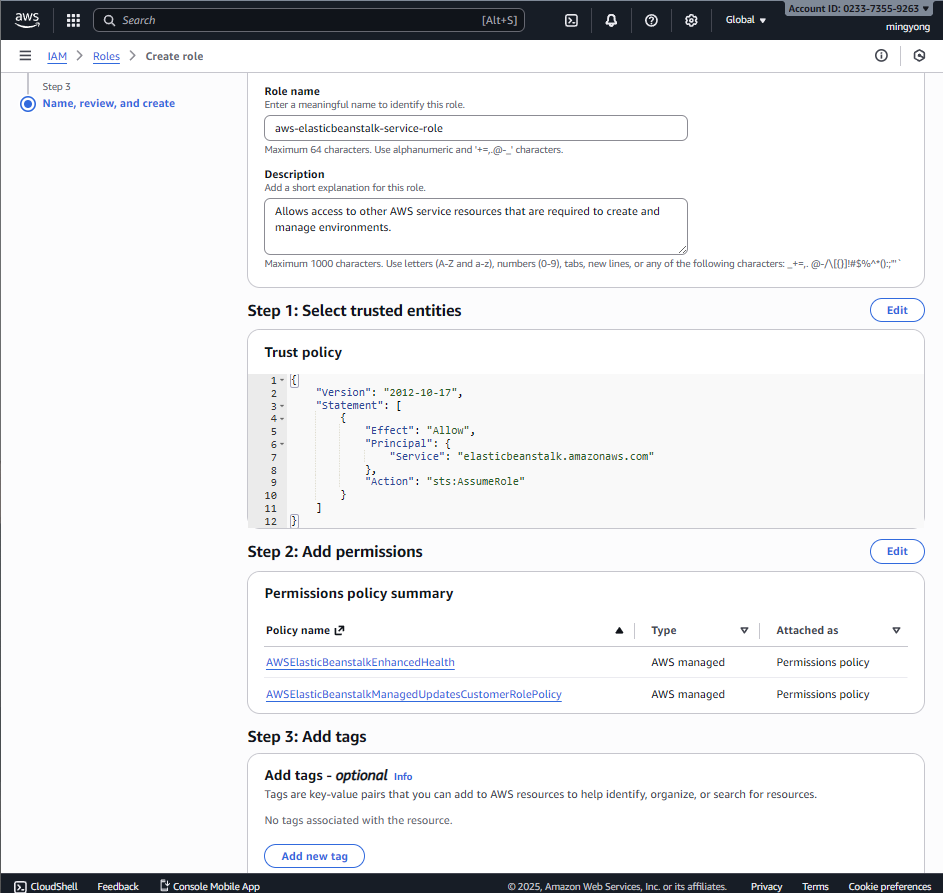 aws
Search [Alt+S]
Global
Account ID: 0233-7355-9263
mingyong
IAM > Roles > Create role
Step 3
Name, review, and create
Role name
Enter a meaningful name to identify this role.
aws-elasticbeanstalk-service-role
Maximum 64 characters. Use alphanumeric and '+=,.@-_' characters.
Description
Add a short explanation for this role.
Allows access to other AWS service resources that are required to create and
manage environments.
Maximum 1000 characters. Use letters (A-Z and a-z), numbers (0-9), tabs, new lines, or any of the following characters: _+=,. @-/\[{}]!#$%^*();:"'`
Step 1: Select trusted entities
Edit
Trust policy
1 {
2     "Version": "2012-10-17",
3     "Statement": [
4         {
5             "Effect": "Allow",
6             "Principal": {
7                 "Service": "elasticbeanstalk.amazonaws.com"
8             },
9             "Action": "sts:AssumeRole"
10         }
11     ]
12 }
Step 2: Add permissions
Edit
Permissions policy summary
Policy name Type Attached as
AWSElasticBeanstalkEnhancedHealth AWS managed Permissions policy
AWSElasticBeanstalkManagedUpdatesCustomerRolePolicy AWS managed Permissions policy
Step 3: Add tags
Add tags - optional Info
Tags are key-value pairs that you can add to AWS resources to help identify, organize, or search for resources.
No tags associated with the resource.
Add new tag
CloudShell Feedback Console Mobile App © 2025, Amazon Web Services, Inc. or its affiliates. Privacy Terms Cookie preferences